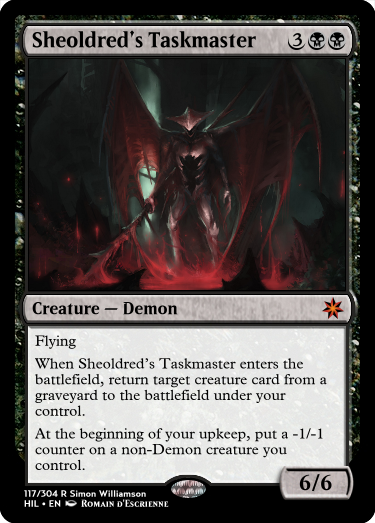 Sheoldred's Taskmaster 3
Creature — Demon
Flying
When Sheoldred's Taskmaster enters the
battlefield, return target creature card from a
graveyard to the battlefield under your
control.
At the beginning of your upkeep, put a -1/-1
counter on a non-Demon creature you
control.
6/6
117/304 R Simon Williamson
HIL • EN Romain d'Escrienne